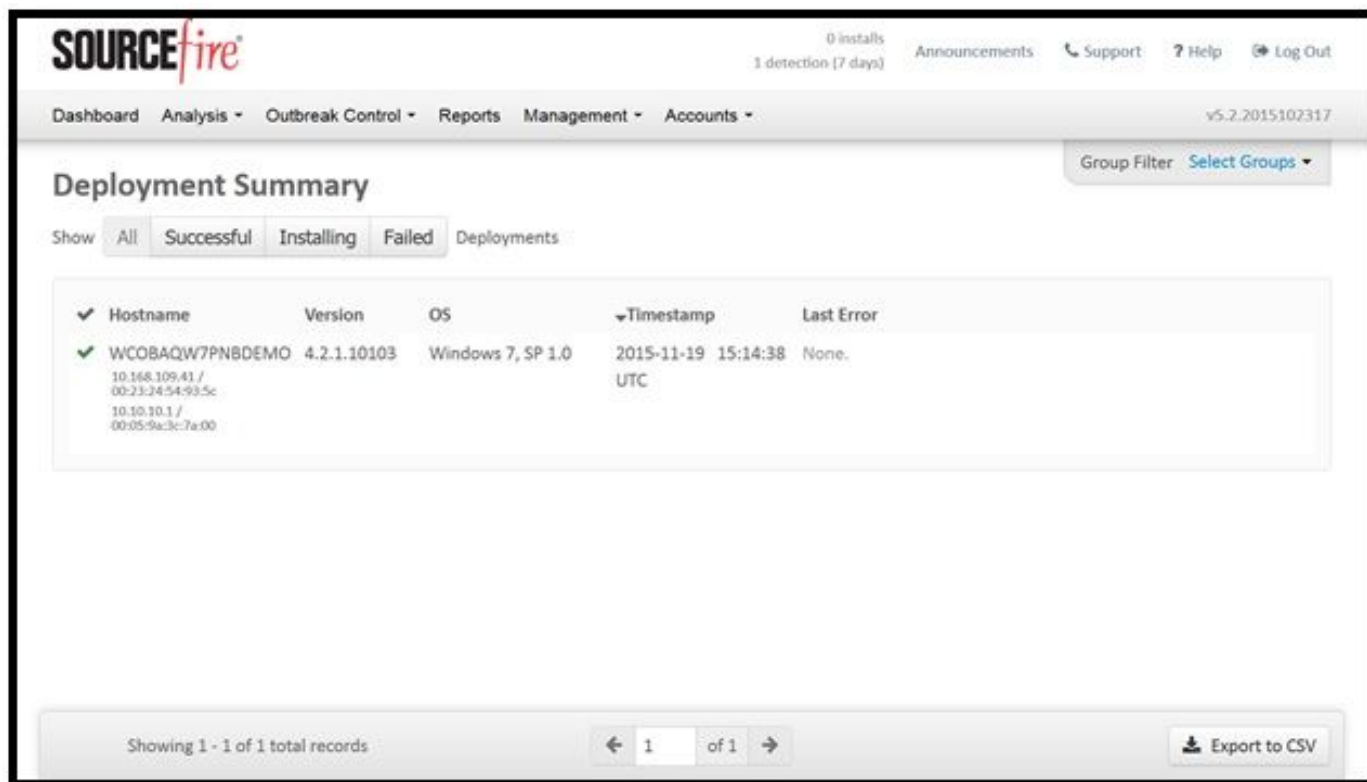 SOURCEfire®
0 installs
1 detection (7 days)
Announcements Support ? Help Log Out
Dashboard Analysis Outbreak Control Reports Management Accounts v5.2.2015102317
Group Filter Select Groups
Deployment Summary
Show All Successful Installing Failed Deployments
Hostname Version OS Timestamp Last Error
WCOBAQW7PNBDEMO 4.2.1.10103 Windows 7, SP 1.0 2015-11-19 15:14:38 None.
UTC
10.168.109.41 /
00:23:24:54:93:5c
10.10.10.1 /
00:05:9a:3c:7a:00
Showing 1 - 1 of 1 total records 1 of 1 Export to CSV